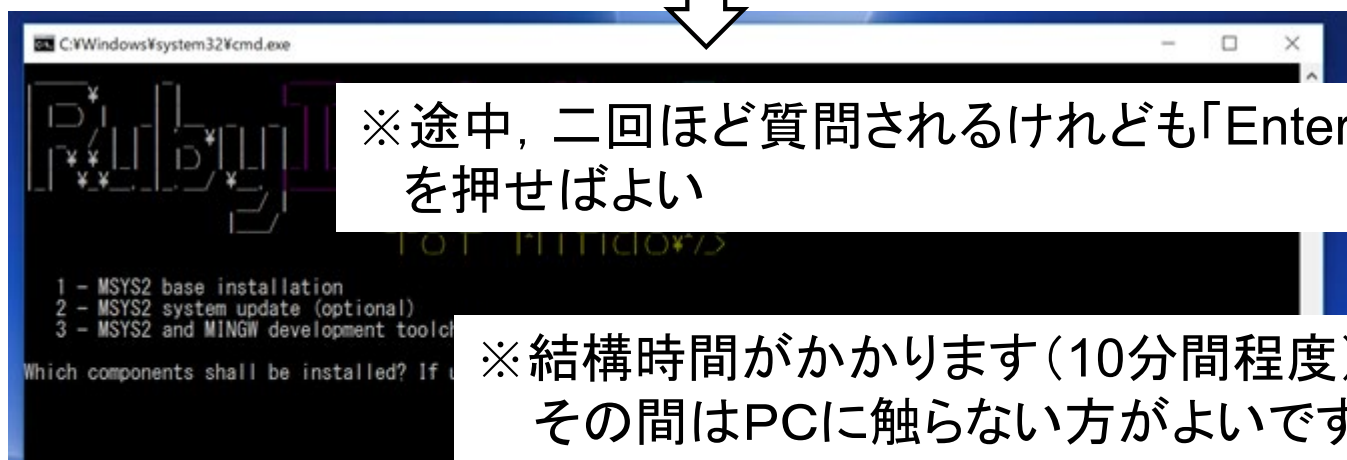 C:¥Windows¥system32¥cmd.exe
Ruby
※途中，二回ほど質問されるけれども「Enter
を押せばよい
for Windows
1 - MSYS2 base installation
2 - MSYS2 system update (optional)
3 - MSYS2 and MINGW development toolch
Which components shall be installed? If
※結構時間がかかります（10分間程度）
その間はPCに触らない方がよいです